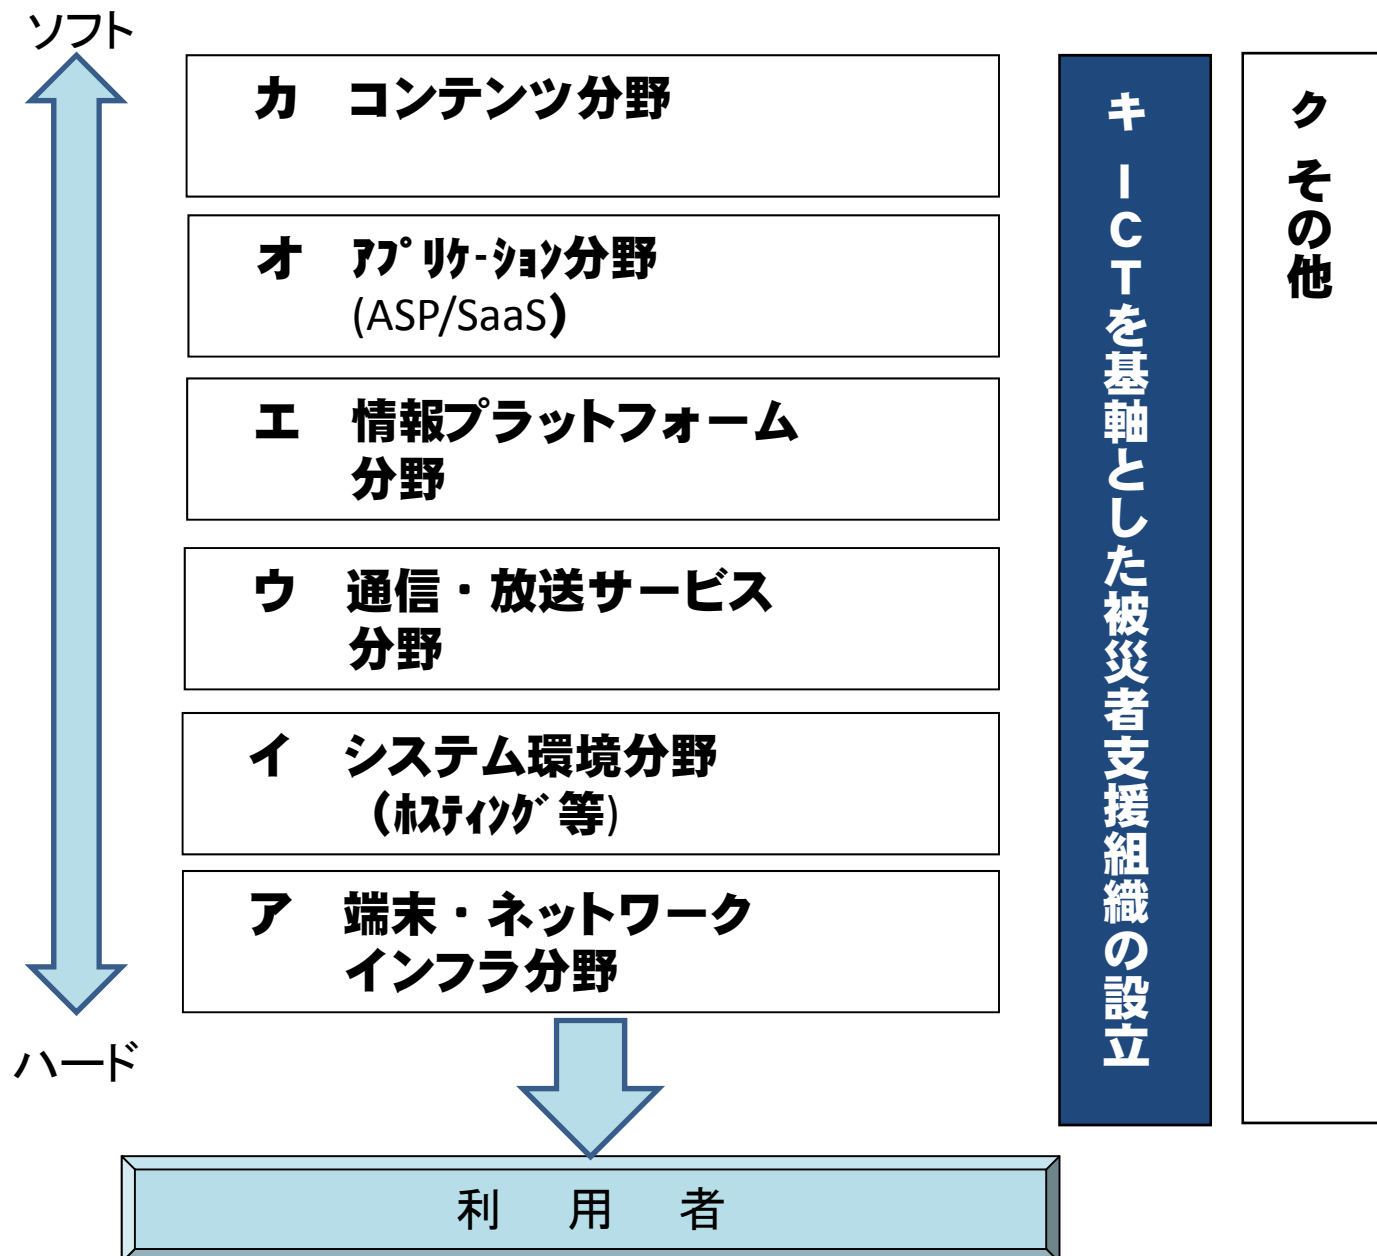 ソフト
カ　コンテンツ分野
オ　ｱﾌﾟﾘｹ-ｼｮﾝ分野
(ASP/SaaS)
エ　情報プラットフォーム
分野
ウ　通信・放送サービス
分野
イ　システム環境分野
(ﾎｽﾃｨﾝｸﾞ等)
ア　端末・ネットワーク
インフラ分野
ハード
キ　ICTを基軸とした被災者支援組織の設立
ク その他
利　用　者